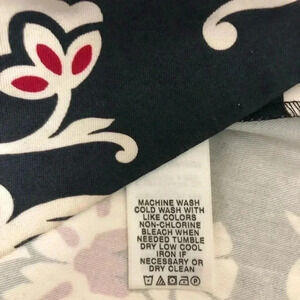 MACHINE WASH
COLD WASH WITH
LIKE COLORS
NON-CHLORINE
BLEACH WHEN
NEEDED TUMBLE
DRY LOW COOL
IRON IF
NECESSARY OR
DRY CLEAN